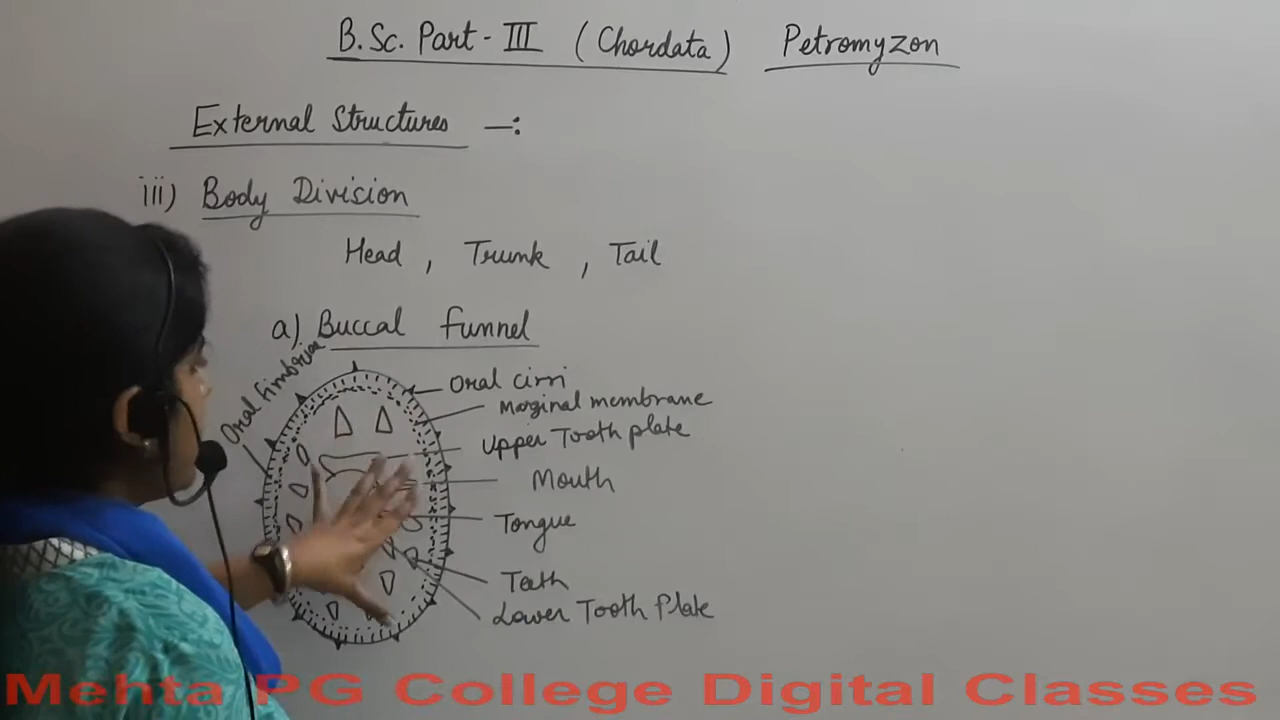 B.Sc. Part-III (Chordata) Petromyzon
External Structures —:
iii) Body Division
Head, Trunk, Tail
a) Buccal funnel
Oral fimbriae
Oral cirri
Marginal membrane
Upper Tooth plate
Mouth
Tongue
Teeth
Lower Tooth Plate
Mehta PG College Digital Classes